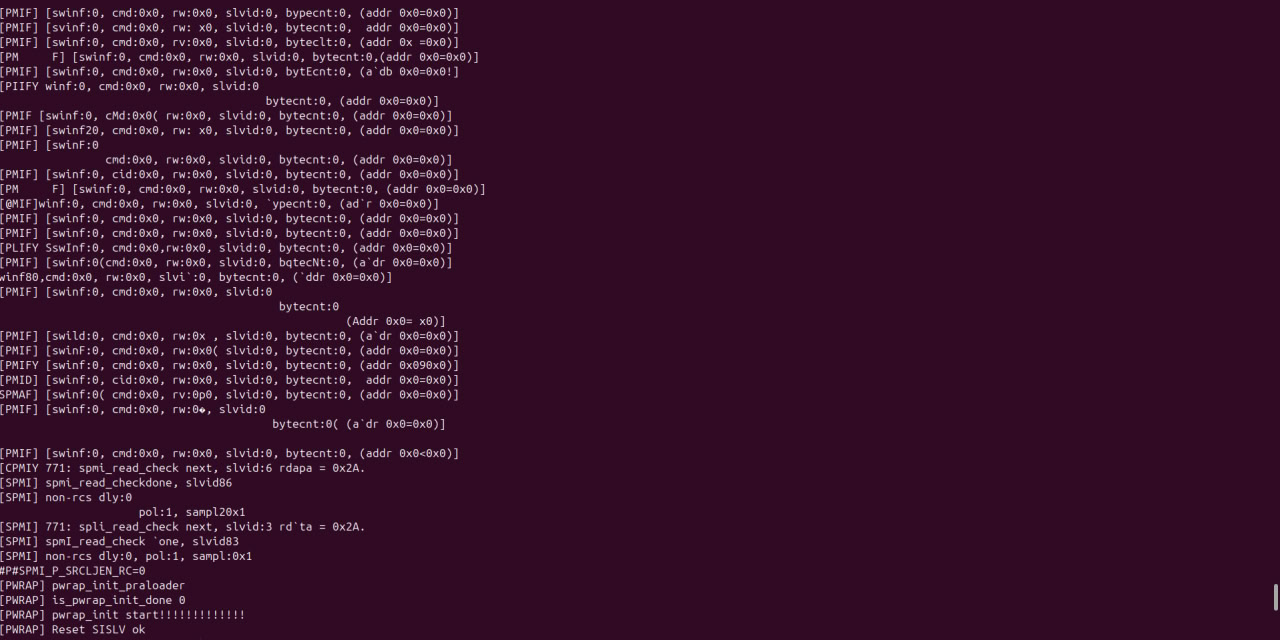 [PMIF] [swinf:0, cmd:0x0, rw:0x0, slvid:0, bypecnt:0, (addr 0x0=0x0)]
[PMIF] [svinf:0, cmd:0x0, rw: x0, slvid:0, bytecnt:0,  addr 0x0=0x0)]
[PMIF] [swinf:0, cmd:0x0, rv:0x0, slvid:0, byteclt:0, (addr 0x =0x0)]
[PM     F] [swinf:0, cmd:0x0, rw:0x0, slvid:0, bytecnt:0,(addr 0x0=0x0)]
[PMIF] [swinf:0, cmd:0x0, rw:0x0, slvid:0, bytEcnt:0, (a`db 0x0=0x0!]
[PIIFY winf:0, cmd:0x0, rw:0x0, slvid:0
                                        bytecnt:0, (addr 0x0=0x0)]
[PMIF [swinf:0, cMd:0x0( rw:0x0, slvid:0, bytecnt:0, (addr 0x0=0x0)]
[PMIF] [swinf20, cmd:0x0, rw: x0, slvid:0, bytecnt:0, (addr 0x0=0x0)]
[PMIF] [swinF:0
                cmd:0x0, rw:0x0, slvid:0, bytecnt:0, (addr 0x0=0x0)]
[PMIF] [swinf:0, cid:0x0, rw:0x0, slvid:0, bytecnt:0, (addr 0x0=0x0)]
[PM     F] [swinf:0, cmd:0x0, rw:0x0, slvid:0, bytecnt:0, (addr 0x0=0x0)]
[@MIF]winf:0, cmd:0x0, rw:0x0, slvid:0, `ypecnt:0, (ad`r 0x0=0x0)]
[PMIF] [swinf:0, cmd:0x0, rw:0x0, slvid:0, bytecnt:0, (addr 0x0=0x0)]
[PMIF] [swinf:0, cmd:0x0, rw:0x0, slvid:0, bytecnt:0, (addr 0x0=0x0)]
[PLIFY SswInf:0, cmd:0x0,rw:0x0, slvid:0, bytecnt:0, (addr 0x0=0x0)]
[PMIF] [swinf:0(cmd:0x0, rw:0x0, slvid:0, bqtecNt:0, (a`dr 0x0=0x0)]
winf80,cmd:0x0, rw:0x0, slvi`:0, bytecnt:0, (`ddr 0x0=0x0)]
[PMIF] [swinf:0, cmd:0x0, rw:0x0, slvid:0
                                          bytecnt:0
                                                    (Addr 0x0= x0)]
[PMIF] [swild:0, cmd:0x0, rw:0x , slvid:0, bytecnt:0, (a`dr 0x0=0x0)]
[PMIF] [swinF:0, cmd:0x0, rw:0x0( slvid:0, bytecnt:0, (addr 0x0=0x0)]
[PMIFY [swinf:0, cmd:0x0, rw:0x0, slvid:0, bytecnt:0, (addr 0x090x0)]
[PMID] [swinf:0, cid:0x0, rw:0x0, slvid:0, bytecnt:0,  addr 0x0=0x0)]
SPMAF] [swinf:0( cmd:0x0, rv:0p0, slvid:0, bytecnt:0, (addr 0x0=0x0)]
[PMIF] [swinf:0, cmd:0x0, rw:0�, slvid:0
                                         bytecnt:0( (a`dr 0x0=0x0)]
[PMIF] [swinf:0, cmd:0x0, rw:0x0, slvid:0, bytecnt:0, (addr 0x0<0x0)]
[CPMIY 771: spmi_read_check next, slvid:6 rdapa = 0x2A.
[SPMI] spmi_read_checkdone, slvid86
[SPMI] non-rcs dly:0
                     pol:1, sampl20x1
[SPMI] 771: spli_read_check next, slvid:3 rd`ta = 0x2A.
[SPMI] spmI_read_check `one, slvid83
[SPMI] non-rcs dly:0, pol:1, sampl:0x1
#P#SPMI_P_SRCLJEN_RC=0
[PWRAP] pwrap_init_praloader
[PWRAP] is_pwrap_init_done 0
[PWRAP] pwrap_init start!!!!!!!!!!!!!
[PWRAP] Reset SISLV ok